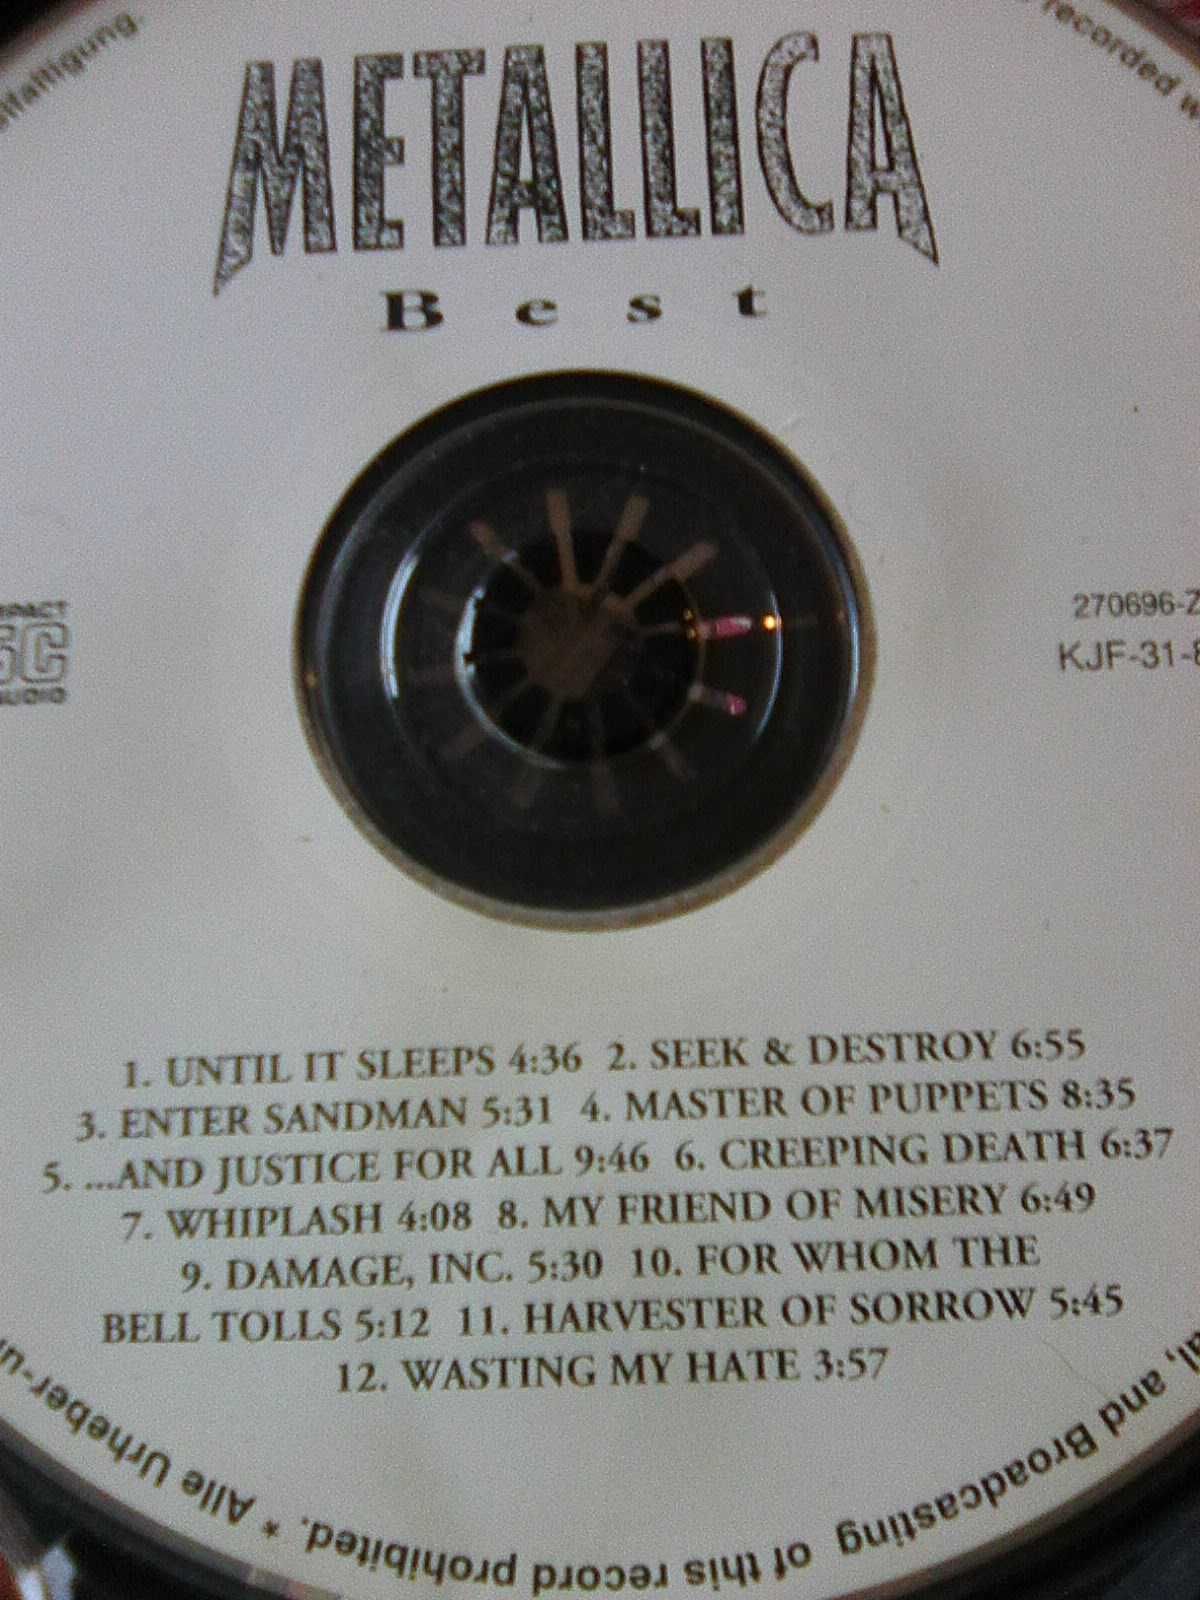 METALLICA
Best
270696-Z
KJF-31-8
1. UNTIL IT SLEEPS 4:36 2. SEEK & DESTROY 6:55
3. ENTER SANDMAN 5:31 4. MASTER OF PUPPETS 8:35
5. ...AND JUSTICE FOR ALL 9:46 6. CREEPING DEATH 6:37
7. WHIPLASH 4:08 8. MY FRIEND OF MISERY 6:49
9. DAMAGE, INC. 5:30 10. FOR WHOM THE
BELL TOLLS 5:12 11. HARVESTER OF SORROW 5:45
12. WASTING MY HATE 3:57
recorded
and Broadcasting of this record prohibited. * Alle Urheber-u